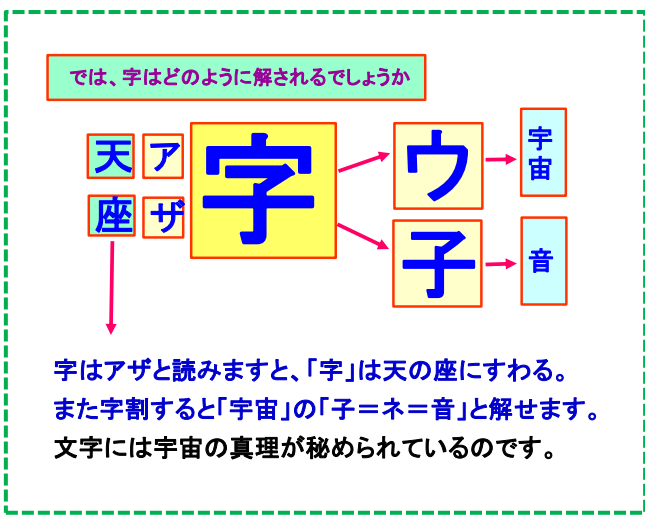 では、字はどのように解されるでしょうか
天 ア
座 ザ
字
ウ
宇宙
子
音
字はアザと読みますと、「字」は天の座にすわる。
また字割すると「宇宙」の「子＝ネ＝音」と解せます。
文字には宇宙の真理が秘められているのです。